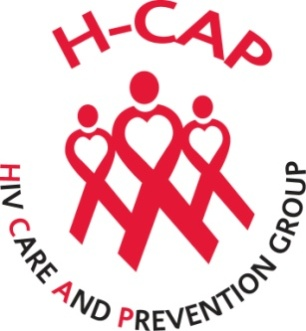 H-CAP
HIV CARE AND PREVENTION GROUP